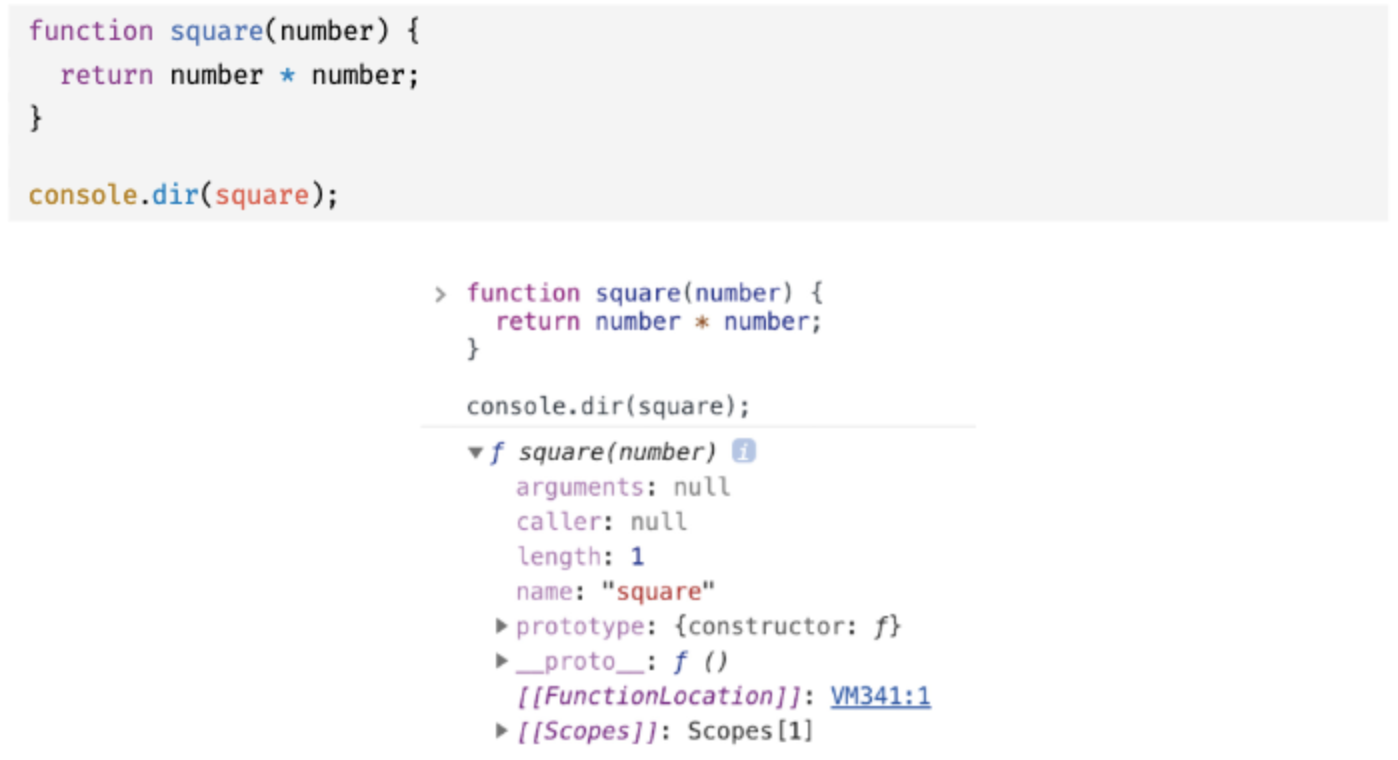 function square(number) {
  return number * number;
}
console.dir(square);
> function square(number) {
  return number * number;
}
console.dir(square);
▼ƒ square(number) i
arguments: null
caller: null
length: 1
name: "square"
▶prototype: {constructor: ƒ}
▶__proto__: ƒ ()
[[FunctionLocation]]: VM341:1
▶[[Scopes]]: Scopes[1]